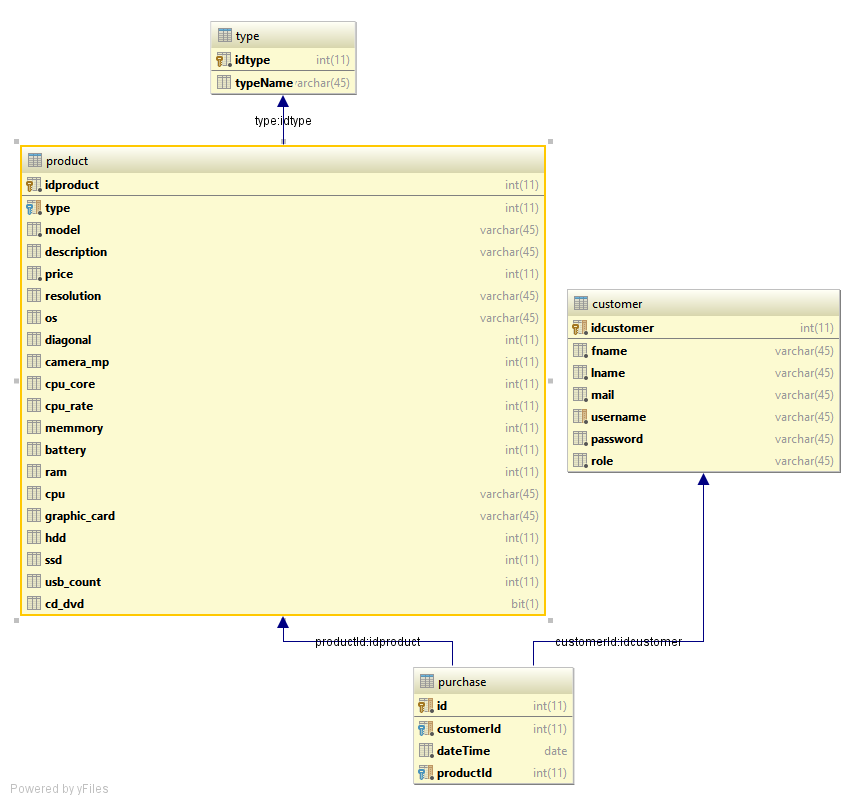 type
idtype int(11)
typeName varchar(45)
type:idtype
product
idproduct int(11)
type int(11)
model varchar(45)
description varchar(45)
price int(11)
resolution varchar(45)
os varchar(45)
diagonal int(11)
camera_mp int(11)
cpu_core int(11)
cpu_rate int(11)
memmory int(11)
battery int(11)
ram int(11)
cpu varchar(45)
graphic_card varchar(45)
hdd int(11)
ssd int(11)
usb_count int(11)
cd_dvd bit(1)
customer
idcustomer int(11)
fname varchar(45)
lname varchar(45)
mail varchar(45)
username varchar(45)
password varchar(45)
role varchar(45)
productId:idproduct
customerId:idcustomer
purchase
id int(11)
customerId int(11)
dateTime date
productId int(11)
Powered by yFiles